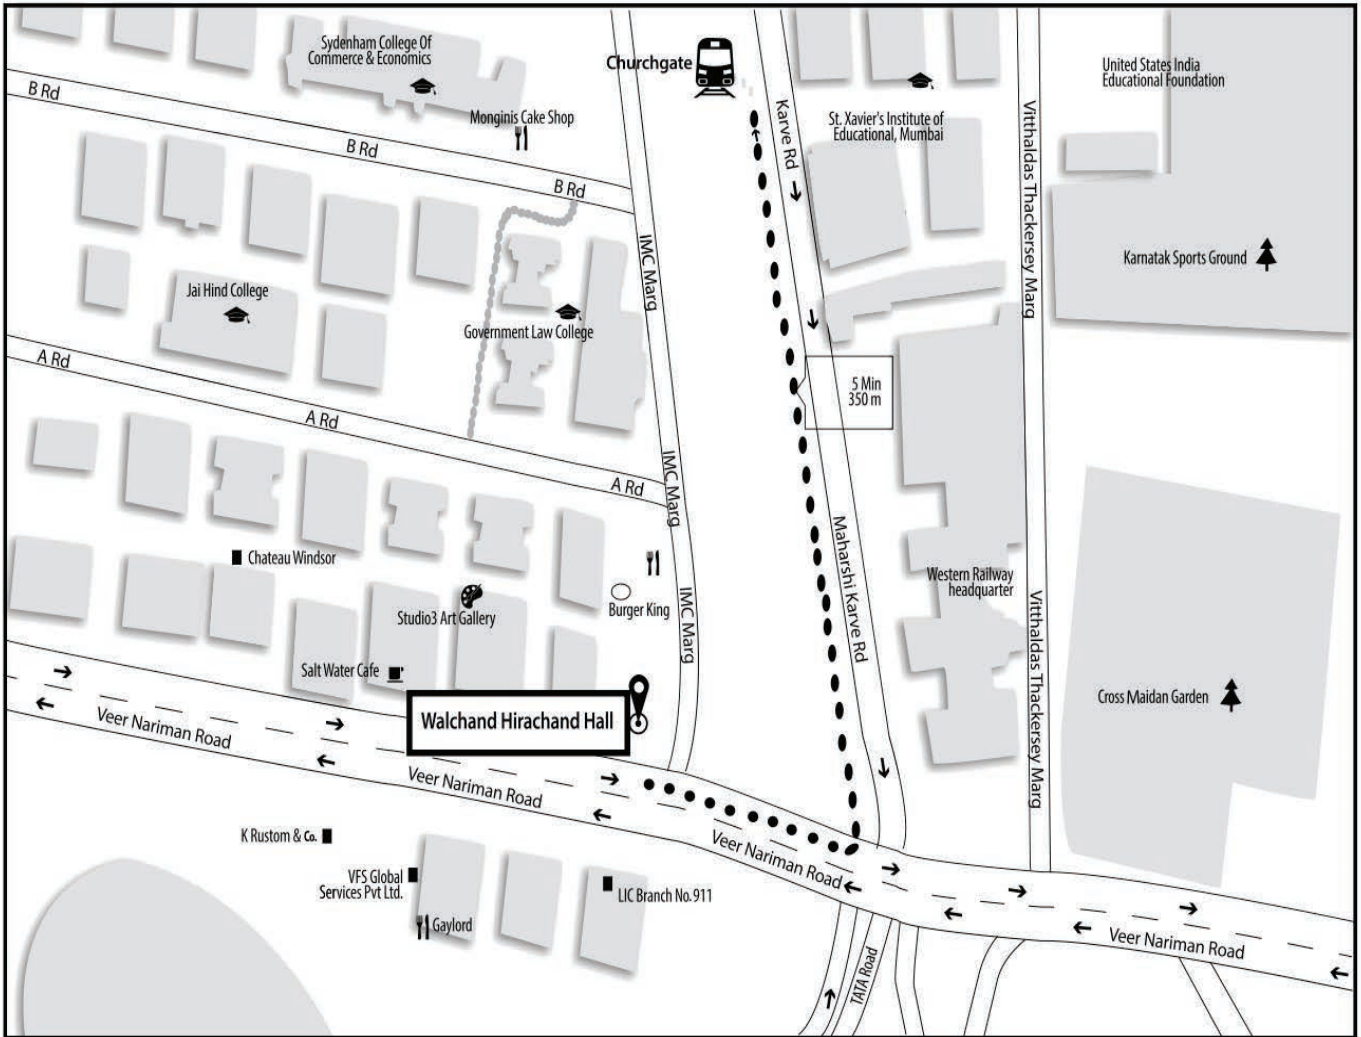 Sydenham College Of
Commerce & Economics
Churchgate
United States India
Educational Foundation
B Rd
Monginis Cake Shop
Karve Rd
St. Xavier's Institute of
Educational, Mumbai
Vitthaldas Thackersey Marg
B Rd
B Rd
IMC Marg
Karnatak Sports Ground
Jai Hind College
Government Law College
A Rd
5 Min
350 m
A Rd
A Rd
IMC Marg
Chateau Windsor
Maharshi Karve Rd
Western Railway
headquarter
Burger King
IMC Marg
Studio3 Art Gallery
Vitthaldas Thackersey Marg
Salt Water Cafe
Cross Maidan Garden
Walchand Hirachand Hall
Veer Nariman Road
Veer Nariman Road
K Rustom & Co.
Veer Nariman Road
VFS Global
Services Pvt Ltd.
LIC Branch No. 911
Gaylord
Veer Nariman Road
TATA Road